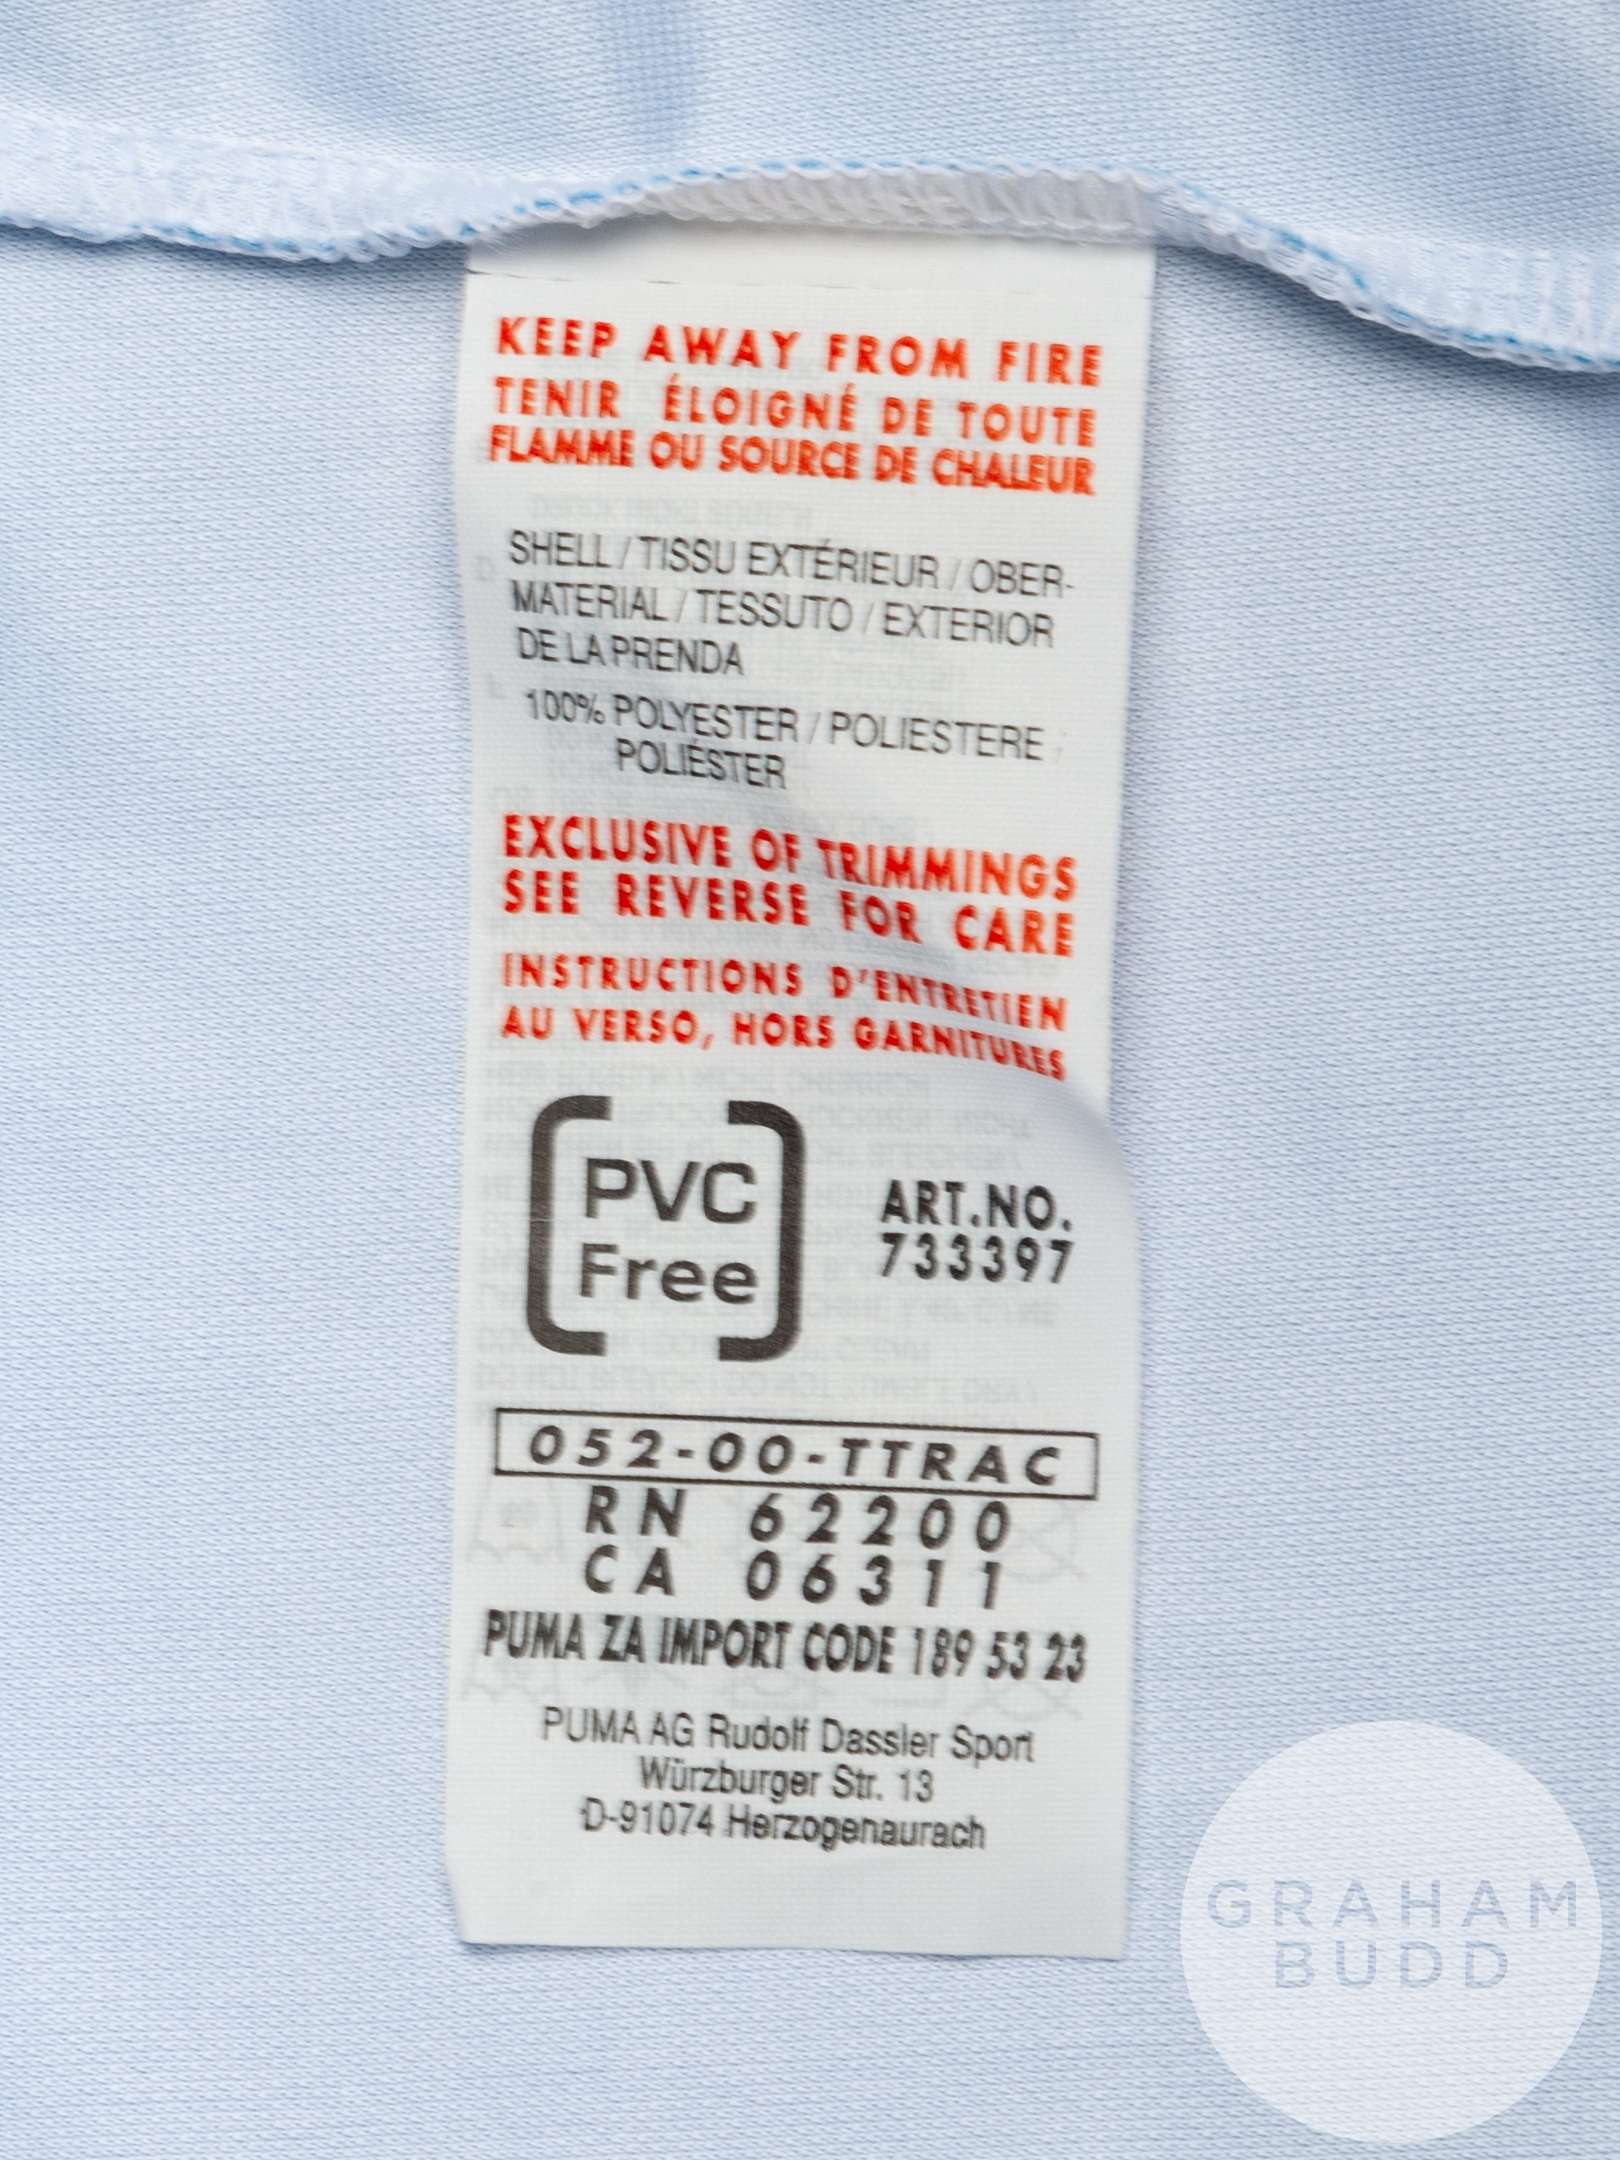 KEEP AWAY FROM FIRE
TENIR ÉLOIGNÉ DE TOUTE
FLAMME OU SOURCE DE CHALEUR
SHELL / TISSU EXTÉRIEUR / OBER-
MATERIAL / TESSUTO / EXTERIOR
DE LA PRENDA
100% POLYESTER / POLIESTERE /
POLIÉSTER
EXCLUSIVE OF TRIMMINGS
SEE REVERSE FOR CARE
INSTRUCTIONS D'ENTRETIEN
AU VERSO, HORS GARNITURES
PVC
Free
ART.NO.
733397
052-00-TTRAC
RN 62200
CA 06311
PUMA ZA IMPORT CODE 189 53 23
PUMA AG Rudolf Dassler Sport
Würzburger Str. 13
D-91074 Herzogenaurach
GRAHAM
BUDD